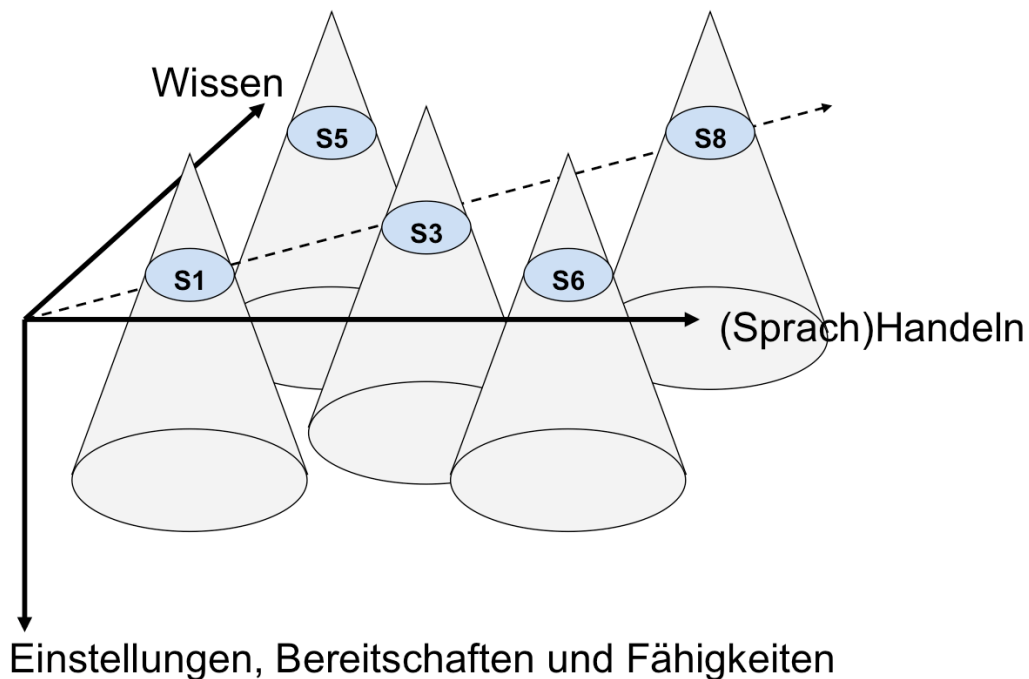 Wissen
S5
S8
S3
S1
S6
(Sprach)Handeln
Einstellungen, Bereitschaften und Fähigkeiten